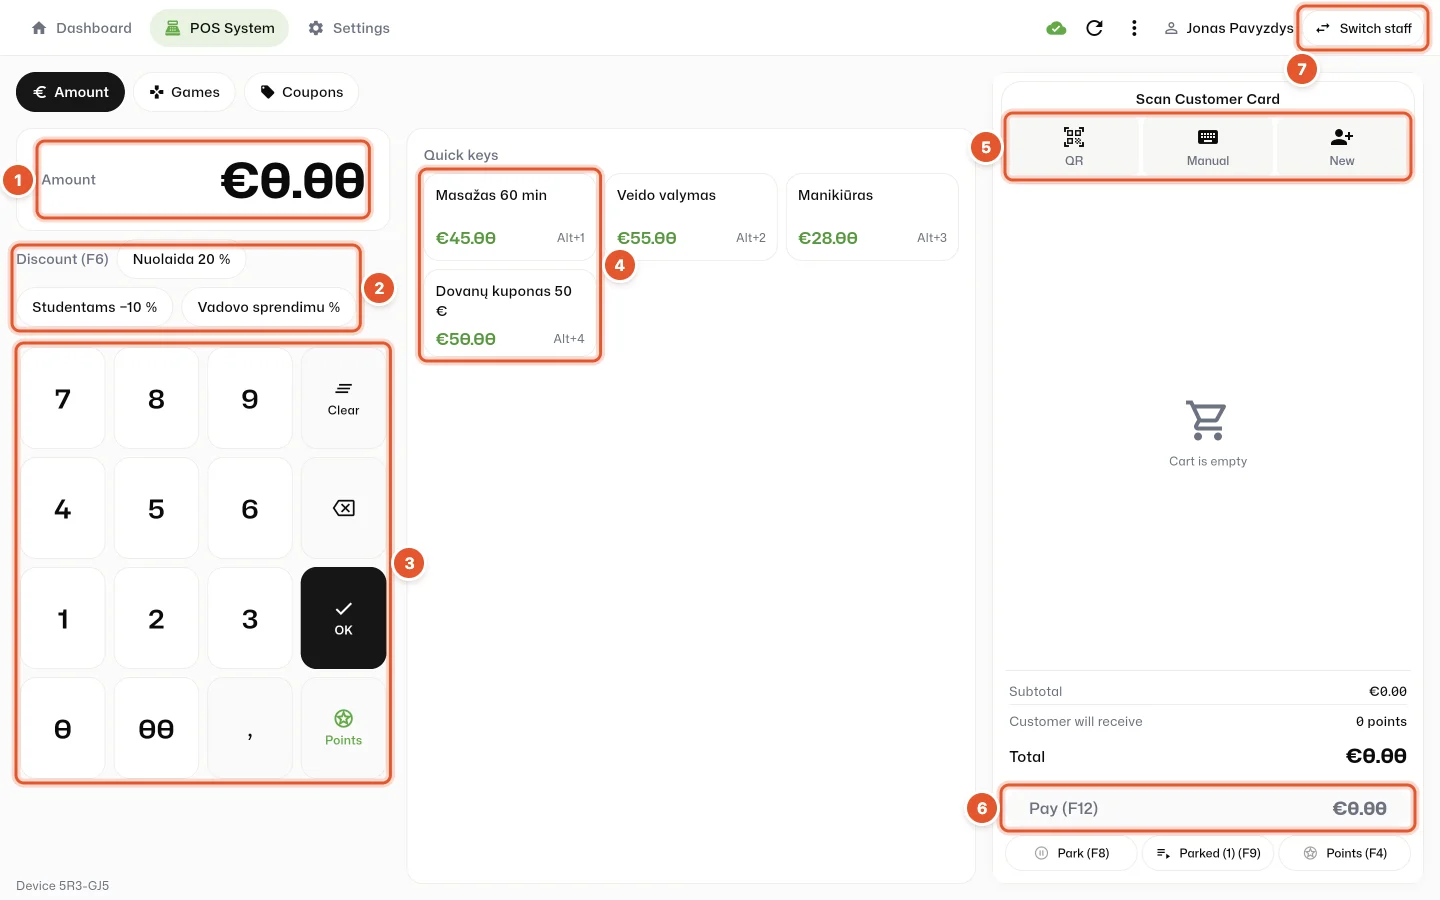 Dashboard
POS System
Settings
Jonas Pavyzdys
Switch staff
7
Amount
Games
Coupons
Scan Customer Card
5
QR
Manual
New
1
Amount
€0.00
Quick keys
Masažas 60 min
€45.00
Alt+1
Veido valymas
€55.00
Alt+2
Manikiūras
€28.00
Alt+3
4
Dovanų kuponas 50
€
€50.00
Alt+4
Discount (F6)
Nuolaida 20 %
Studentams −10 %
Vadovo sprendimu %
2
7
8
9
Clear
4
5
6
3
1
2
3
OK
0
00
,
Points
Cart is empty
Subtotal
€0.00
Customer will receive
0 points
Total
€0.00
6
Pay (F12)
€0.00
Park (F8)
Parked (1) (F9)
Points (F4)
Device 5R3-GJ5